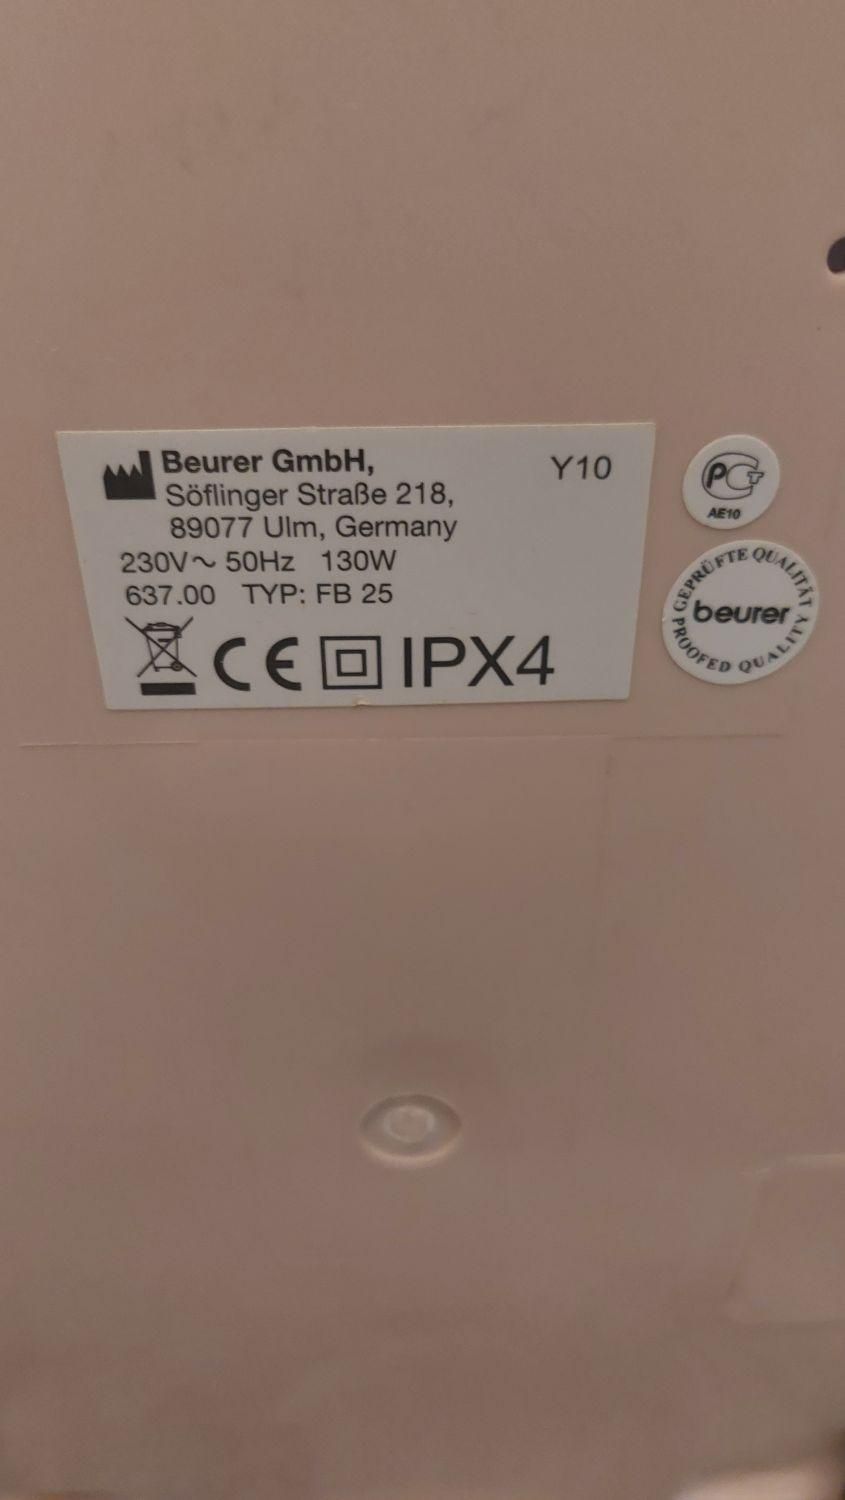 Beurer GmbH,
Y10
Söflinger Straße 218,
89077 Ulm, Germany
230V~ 50Hz 130W
637.00 TYP: FB 25
CE IPX4
PCT
AE10
GEPRÜFTE QUALITÄT
beurer
PROOFED QUALITY